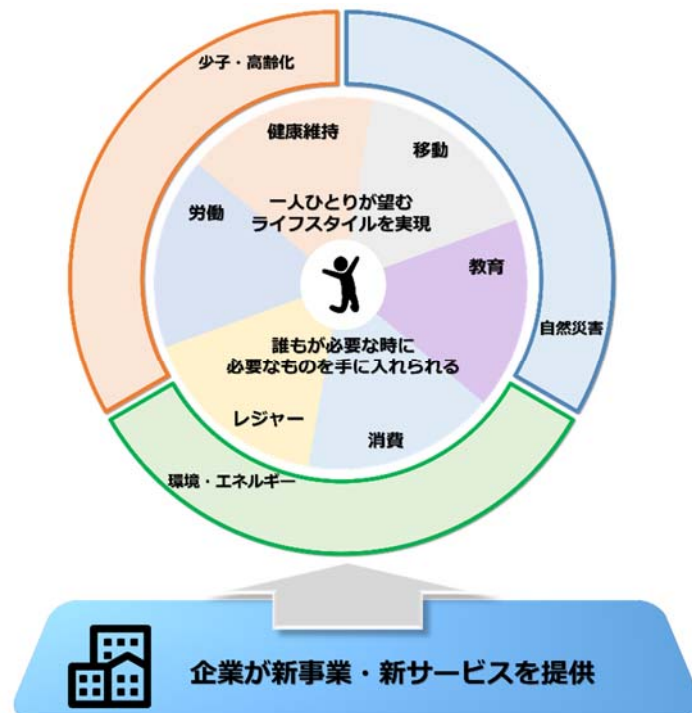 少子・高齢化
健康維持
移動
労働
一人ひとりが望む
ライフスタイルを実現
教育
自然災害
誰もが必要な時に
必要なものを手に入れられる
レジャー
消費
環境・エネルギー
企業が新事業・新サービスを提供